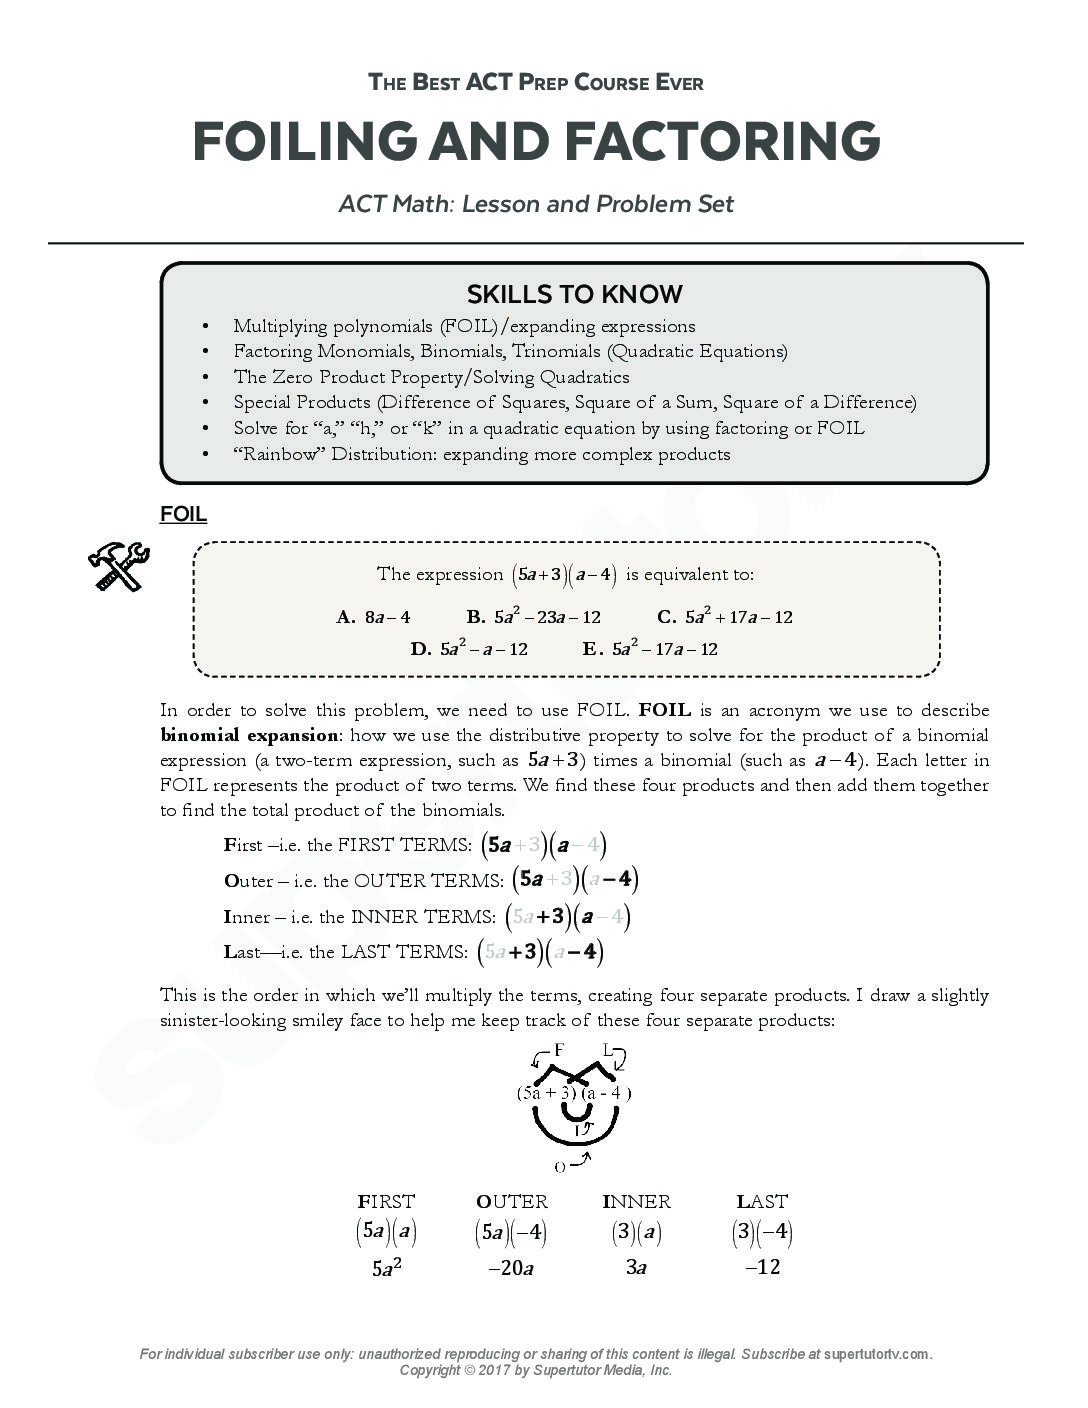 THE BEST ACT PREP COURSE EVER
FOILING AND FACTORING
ACT Math: Lesson and Problem Set
SKILLS TO KNOW
• Multiplying polynomials (FOIL)/expanding expressions
• Factoring Monomials, Binomials, Trinomials (Quadratic Equations)
• The Zero Product Property/Solving Quadratics
• Special Products (Difference of Squares, Square of a Sum, Square of a Difference)
• Solve for “a,” “h,” or “k” in a quadratic equation by using factoring or FOIL
• “Rainbow” Distribution: expanding more complex products
FOIL
The expression (5a+3)(a−4) is equivalent to:
A. 8a−4 B. 5a²−23a−12 C. 5a²+17a−12
D. 5a²−a−12 E. 5a²−17a−12
In order to solve this problem, we need to use FOIL. FOIL is an acronym we use to describe
binomial expansion: how we use the distributive property to solve for the product of a binomial
expression (a two-term expression, such as 5a+3) times a binomial (such as a−4). Each letter in
FOIL represents the product of two terms. We find these four products and then add them together
to find the total product of the binomials.
First –i.e. the FIRST TERMS: (5a+3)(a−4)
Outer – i.e. the OUTER TERMS: (5a+3)(a−4)
Inner – i.e. the INNER TERMS: (5a+3)(a−4)
Last—i.e. the LAST TERMS: (5a+3)(a−4)
This is the order in which we’ll multiply the terms, creating four separate products. I draw a slightly
sinister-looking smiley face to help me keep track of these four separate products:
F L
(5a + 3) (a - 4 )
I
O
FIRST OUTER INNER LAST
(5a)(a) (5a)(−4) (3)(a) (3)(−4)
5a² −20a 3a −12
For individual subscriber use only: unauthorized reproducing or sharing of this content is illegal. Subscribe at supertutortv.com.
Copyright © 2017 by Supertutor Media, Inc.